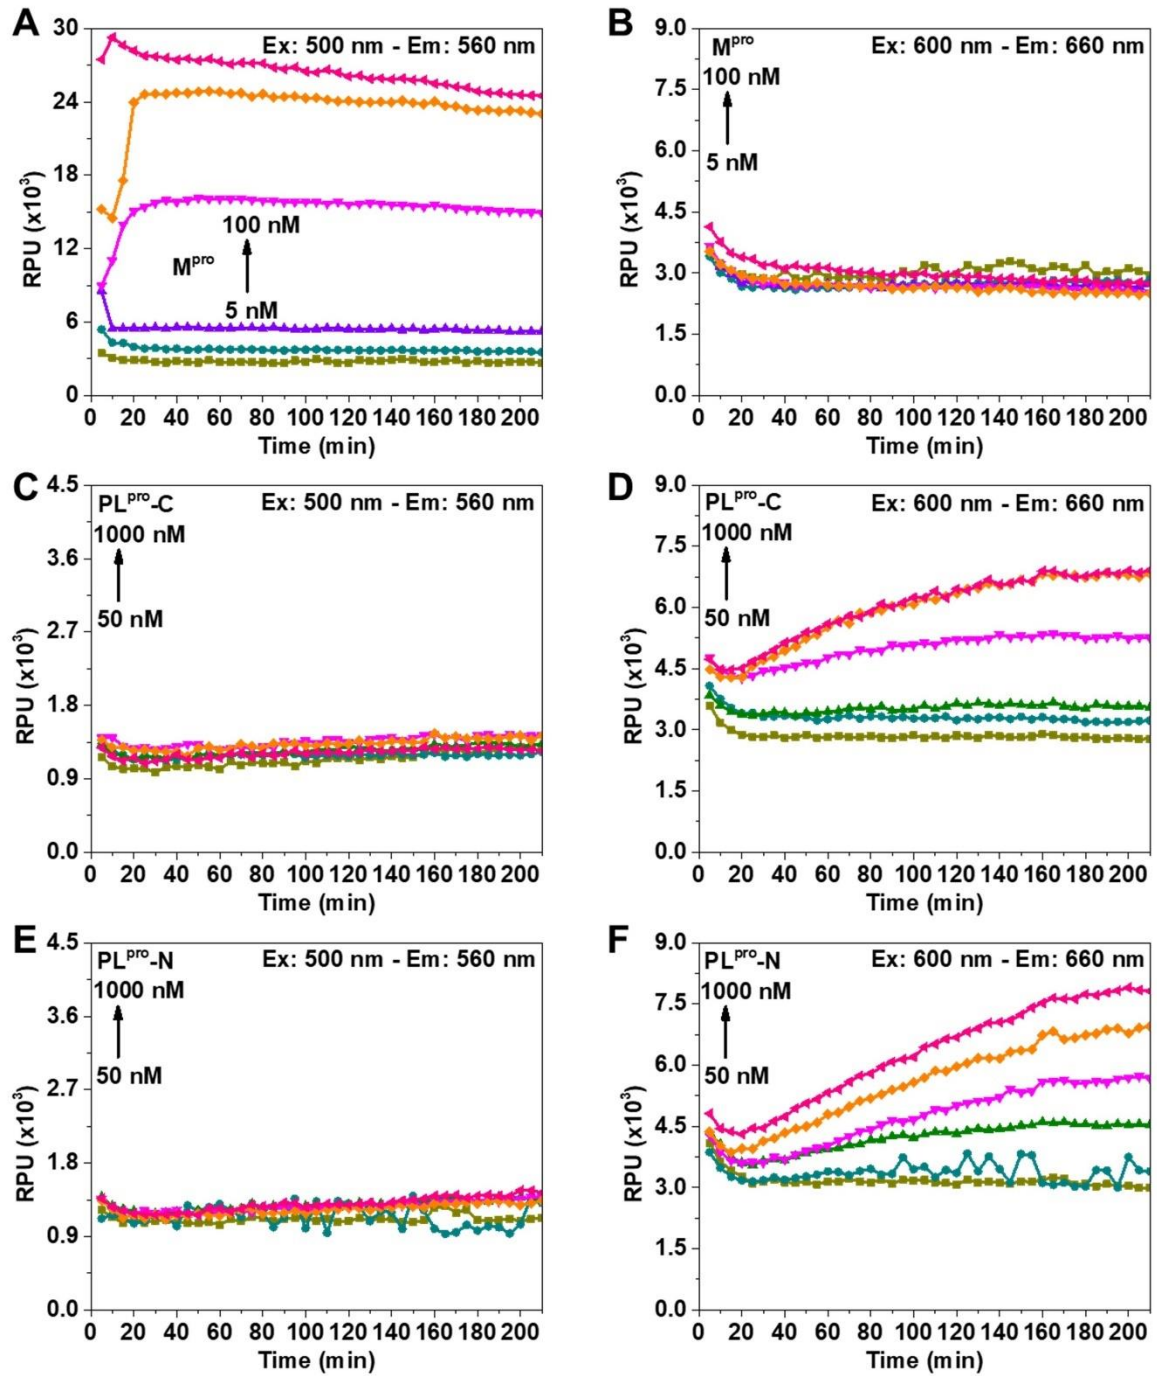 A
Ex: 500 nm - Em: 560 nm
30
24
18
12
6
0
RPU (x10³)
100 nM
Mᵖʳᵒ
5 nM
0 20 40 60 80 100 120 140 160 180 200
Time (min)
B
Mᵖʳᵒ
Ex: 600 nm - Em: 660 nm
100 nM
5 nM
9.0
7.5
6.0
4.5
3.0
1.5
0.0
RPU (x10³)
0 20 40 60 80 100 120 140 160 180 200
Time (min)
C
PLᵖʳᵒ-C
Ex: 500 nm - Em: 560 nm
1000 nM
50 nM
4.5
3.6
2.7
1.8
0.9
0.0
RPU (x10³)
0 20 40 60 80 100 120 140 160 180 200
Time (min)
D
PLᵖʳᵒ-C
Ex: 600 nm - Em: 660 nm
1000 nM
50 nM
9.0
7.5
6.0
4.5
3.0
1.5
0.0
RPU (x10³)
0 20 40 60 80 100 120 140 160 180 200
Time (min)
E
PLᵖʳᵒ-N
Ex: 500 nm - Em: 560 nm
1000 nM
50 nM
4.5
3.6
2.7
1.8
0.9
0.0
RPU (x10³)
0 20 40 60 80 100 120 140 160 180 200
Time (min)
F
PLᵖʳᵒ-N
Ex: 600 nm - Em: 660 nm
1000 nM
50 nM
9.0
7.5
6.0
4.5
3.0
1.5
0.0
RPU (x10³)
0 20 40 60 80 100 120 140 160 180 200
Time (min)